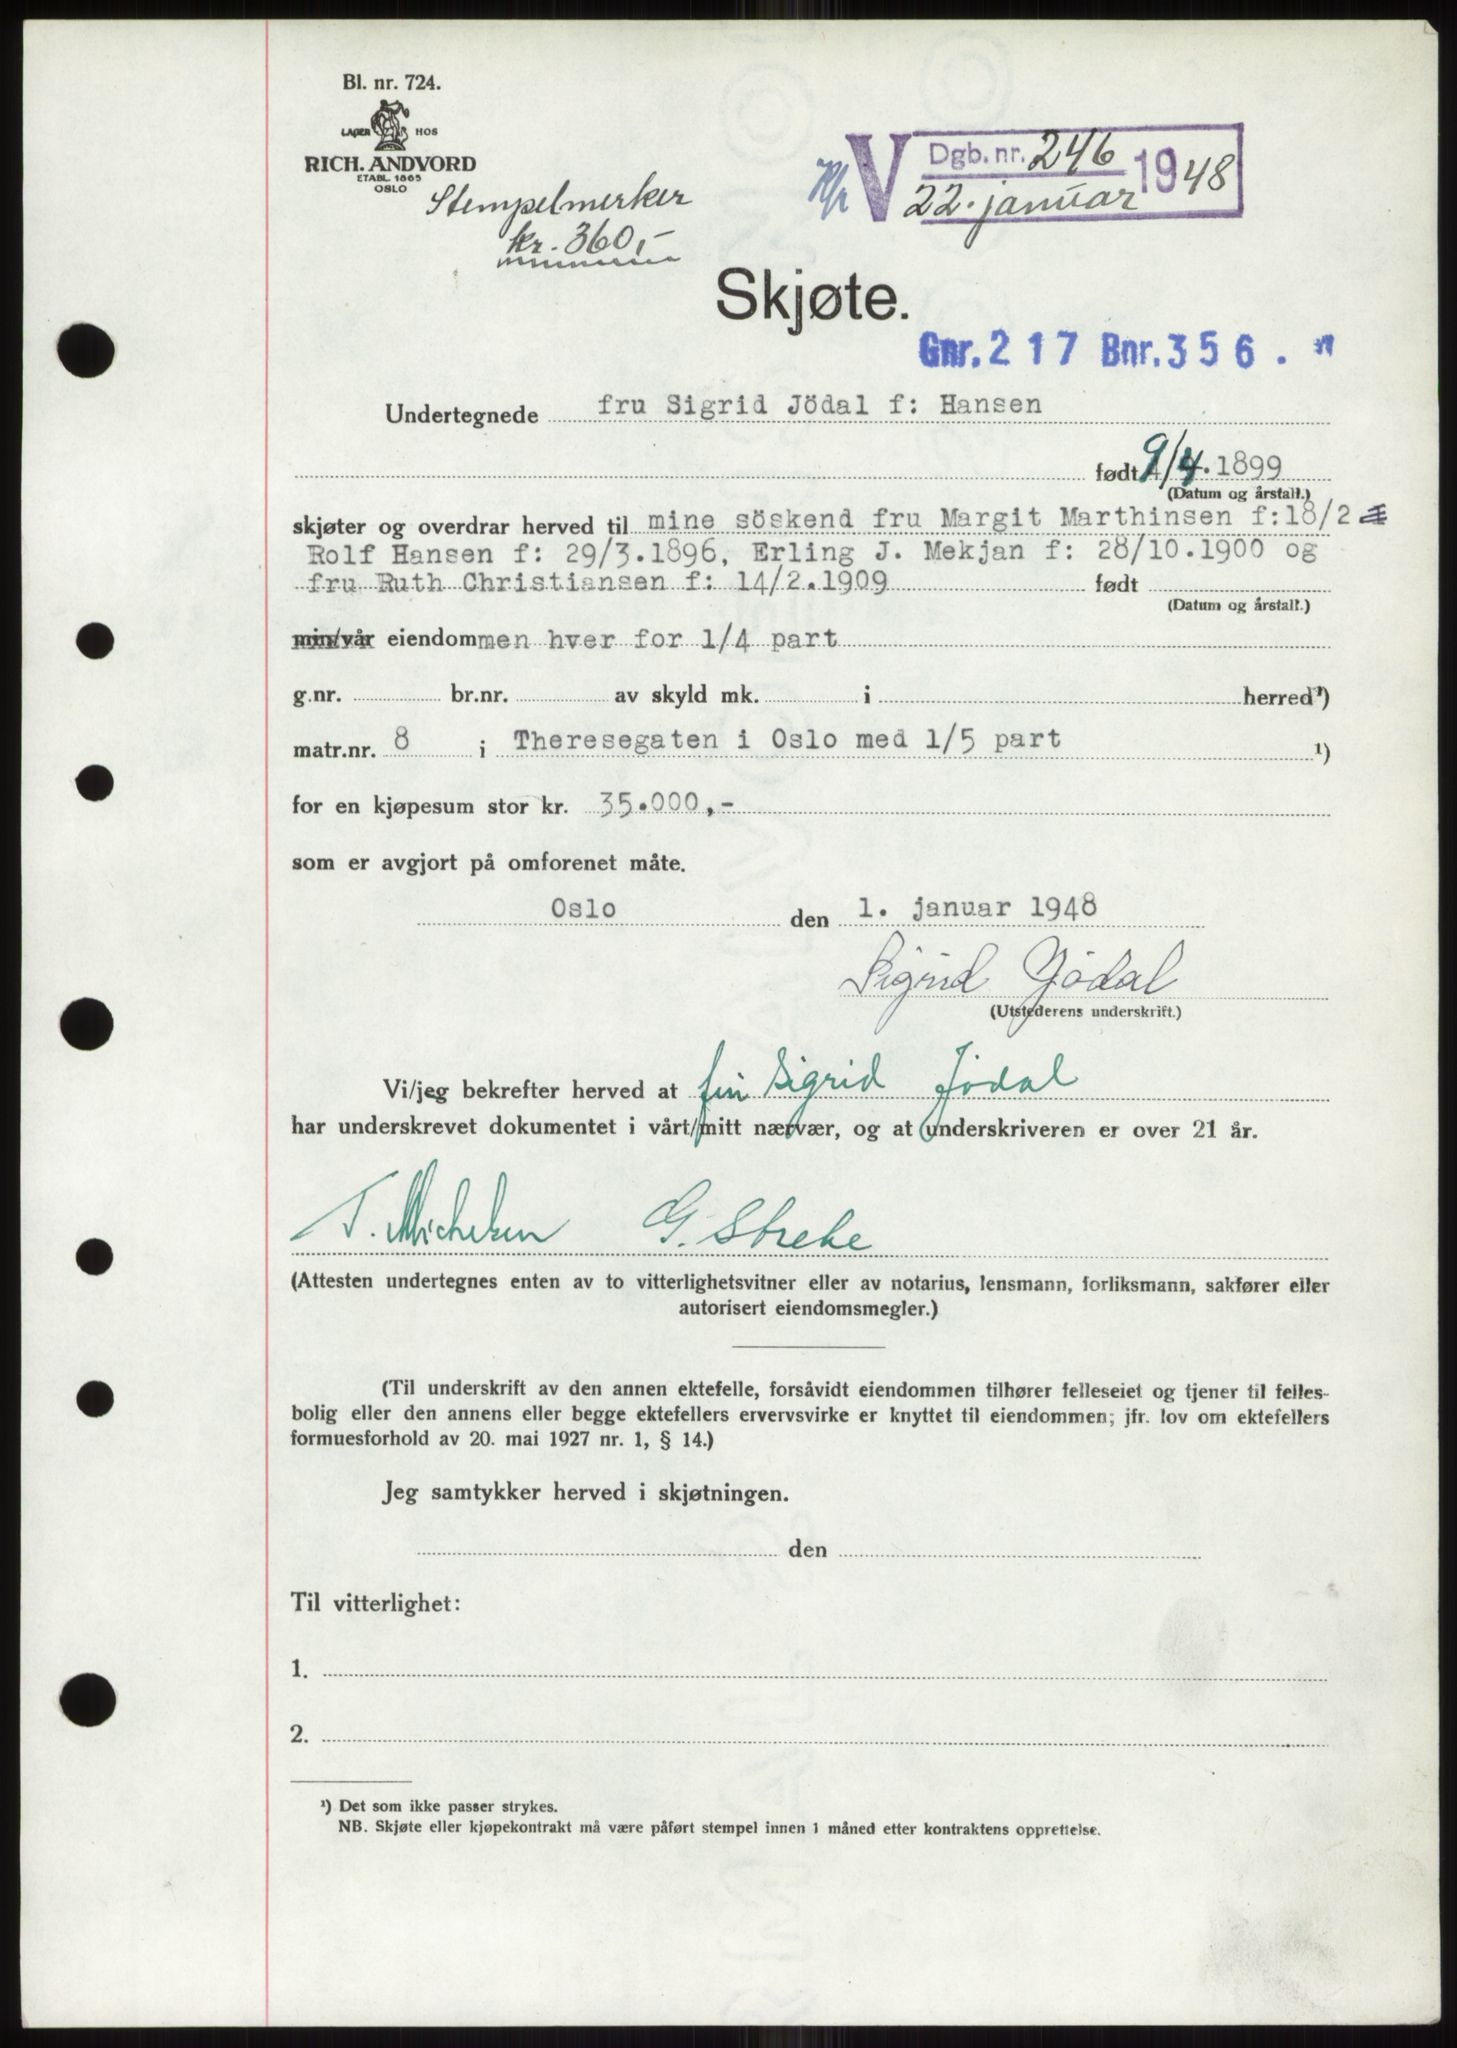 Bl. nr. 724.
LAGER HOS
RICH. ANDVORD
ETABL. 1865
OSLO
Stempelmerker
kr. 360,-
V Dgb. nr. 246 1948
22. januar
Skjøte.
Gnr. 217 Bnr. 356.
Undertegnede fru Sigrid Jödal f: Hansen
født 9/4. 1899
(Datum og årstall.)
skjøter og overdrar herved til mine söskend fru Margit Marthinsen f:18/2
Rolf Hansen f: 29/3.1896, Erling J. Mekjan f: 28/10.1900 og
fru Ruth Christiansen f: 14/2.1909 født
(Datum og årstall.)
min/vår eiendommen hver for 1/4 part
g.nr. br.nr. av skyld mk. i herred¹)
matr.nr. 8 i Theresegaten i Oslo med 1/5 part ¹)
for en kjøpesum stor kr. 35.000,-
som er avgjort på omforenet måte.
Oslo den 1. januar 1948
Sigrid Jödal
(Utstederens underskrift.)
Vi/jeg bekrefter herved at Sigrid Jödal
har underskrevet dokumentet i vårt/mitt nærvær, og at underskriveren er over 21 år.
T. Michelsen G. Strehe
(Attesten undertegnes enten av to vitterlighetsvitner eller av notarius, lensmann, forliksmann, sakfører eller
autorisert eiendomsmegler.)
(Til underskrift av den annen ektefelle, forsåvidt eiendommen tilhører felleseiet og tjener til felles-
bolig eller den annens eller begge ektefellers ervervsvirke er knyttet til eiendommen; jfr. lov om ektefellers
formuesforhold av 20. mai 1927 nr. 1, § 14.)
Jeg samtykker herved i skjøtningen.
den
Til vitterlighet:
1.
2.
¹) Det som ikke passer strykes.
NB. Skjøte eller kjøpekontrakt må være påført stempel innen 1 måned etter kontraktens opprettelse.